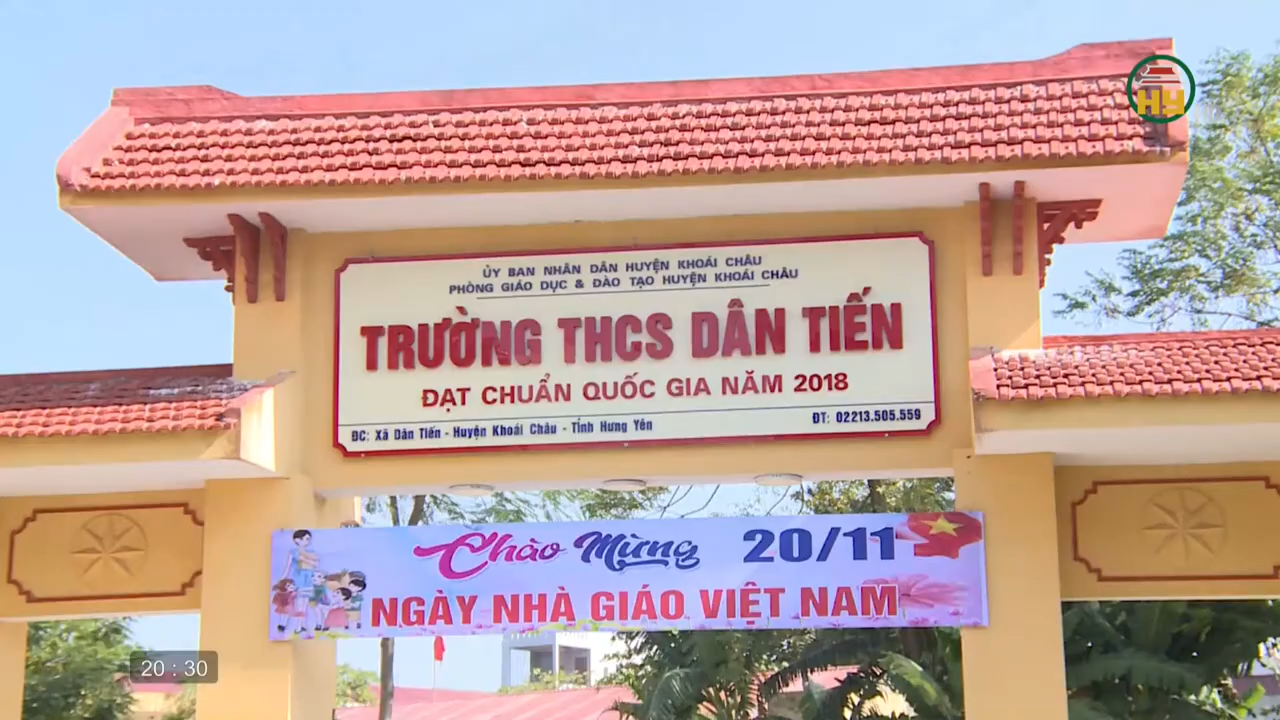 HY
ỦY BAN NHÂN DÂN HUYỆN KHOÁI CHÂU
PHÒNG GIÁO DỤC & ĐÀO TẠO HUYỆN KHOÁI CHÂU
TRƯỜNG THCS DÂN TIẾN
ĐẠT CHUẨN QUỐC GIA NĂM 2018
ĐC: Xã Dân Tiến - Huyện Khoái Châu - Tỉnh Hưng Yên ĐT: 02213.505.559
Chào Mừng 20/11
NGÀY NHÀ GIÁO VIỆT NAM
20 : 30